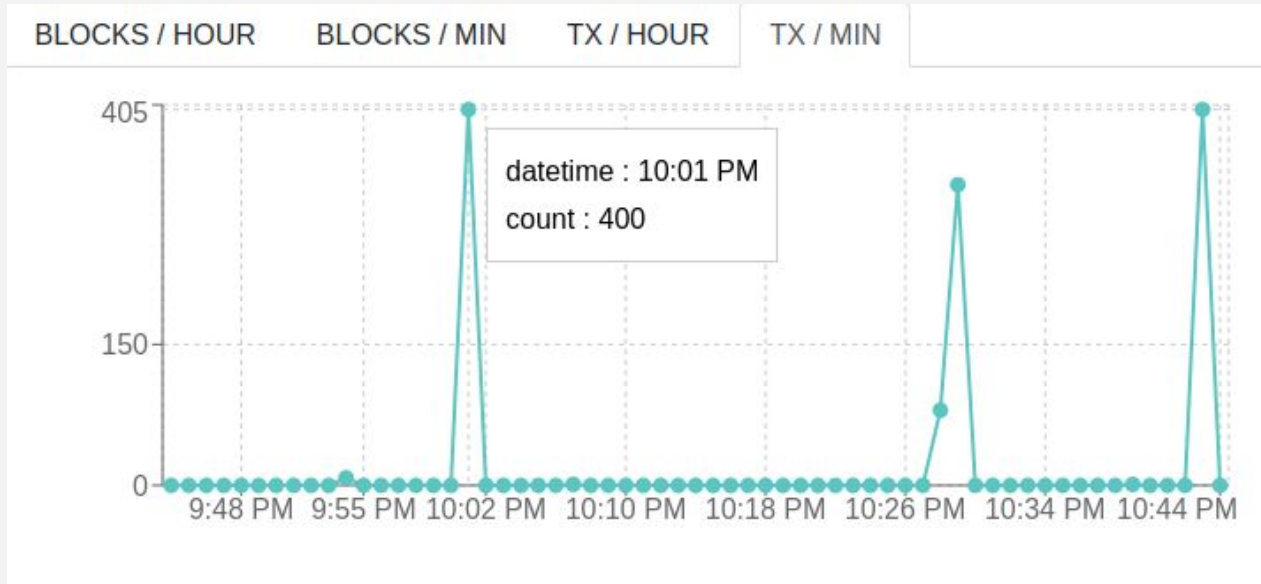 BLOCKS / HOUR BLOCKS / MIN TX / HOUR TX / MIN
405
datetime : 10:01 PM
count : 400
150
0
9:48 PM 9:55 PM 10:02 PM 10:10 PM 10:18 PM 10:26 PM 10:34 PM 10:44 PM